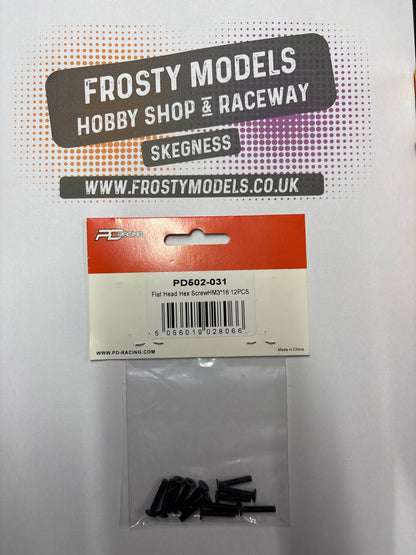 FROSTY MODELS
HOBBY SHOP & RACEWAY
SKEGNESS
WWW.FROSTYMODELS.CO.UK
PD RACING
PD502-031
Flat Head Hex ScrewHM3*16 12PCS
5 056019 028066
WWW.PD-RACING.COM
Made in China.